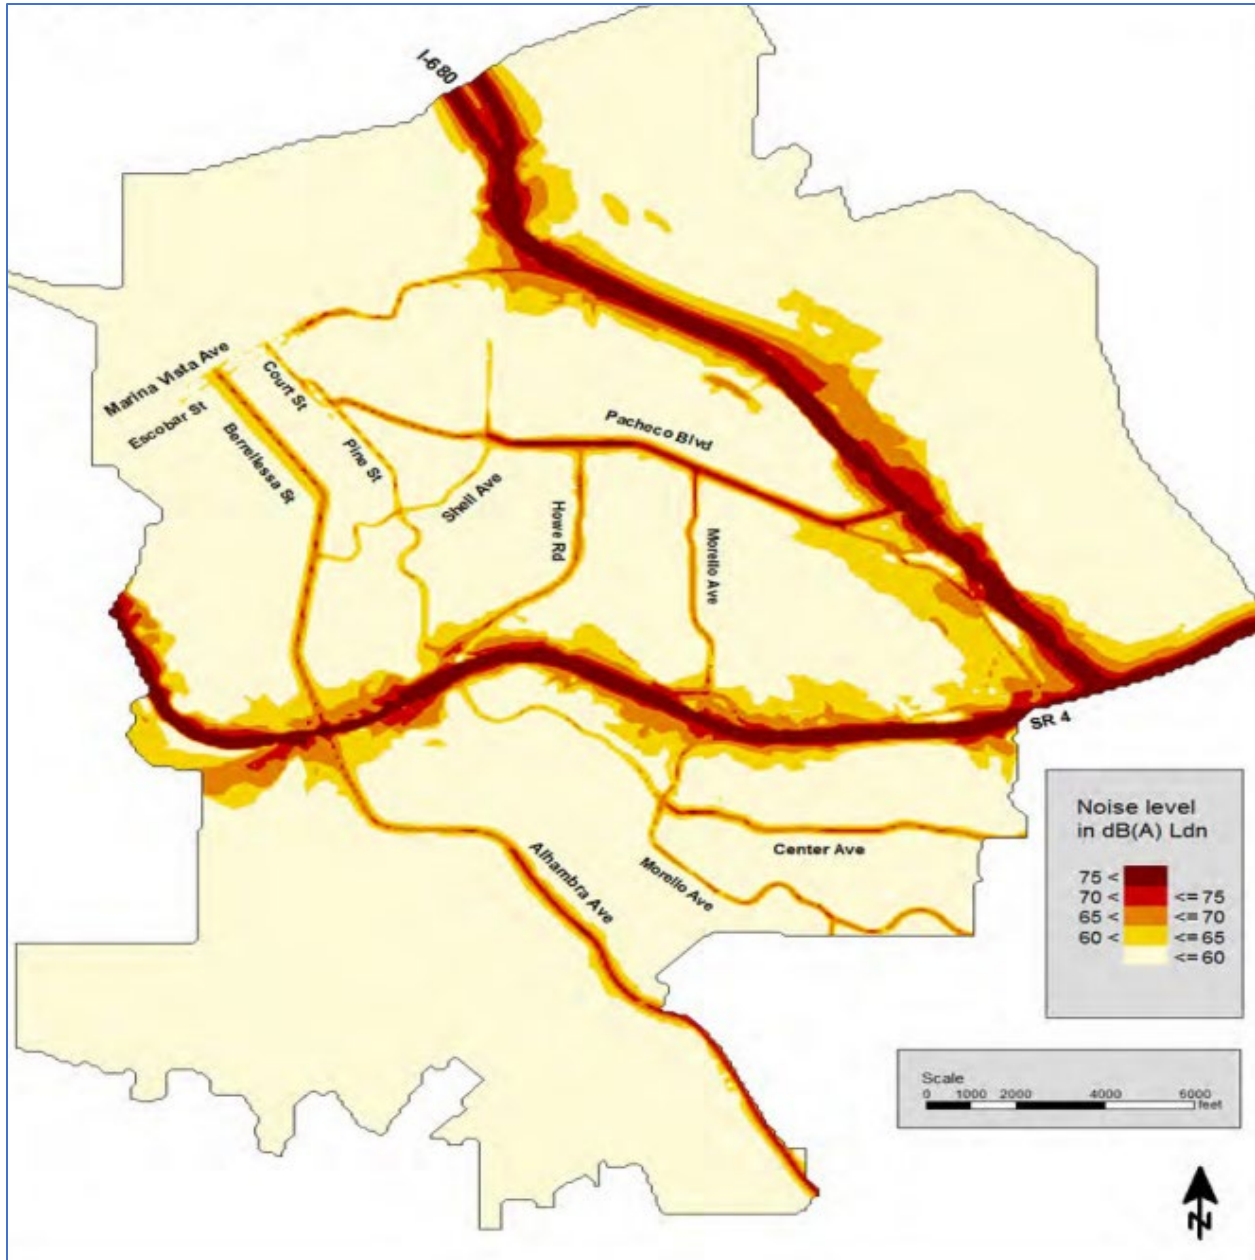 I-680
Marina Vista Ave
Escobar St
Court St
Berrellessa St
Pine St
Pacheco Blvd
Shell Ave
Howe Rd
Morello Ave
SR 4
Alhambra Ave
Morello Ave
Center Ave
Noise level
in dB(A) Ldn
75 <
70 < <= 75
65 < <= 70
60 < <= 65
<= 60
Scale
0 1000 2000 4000 6000
feet
N